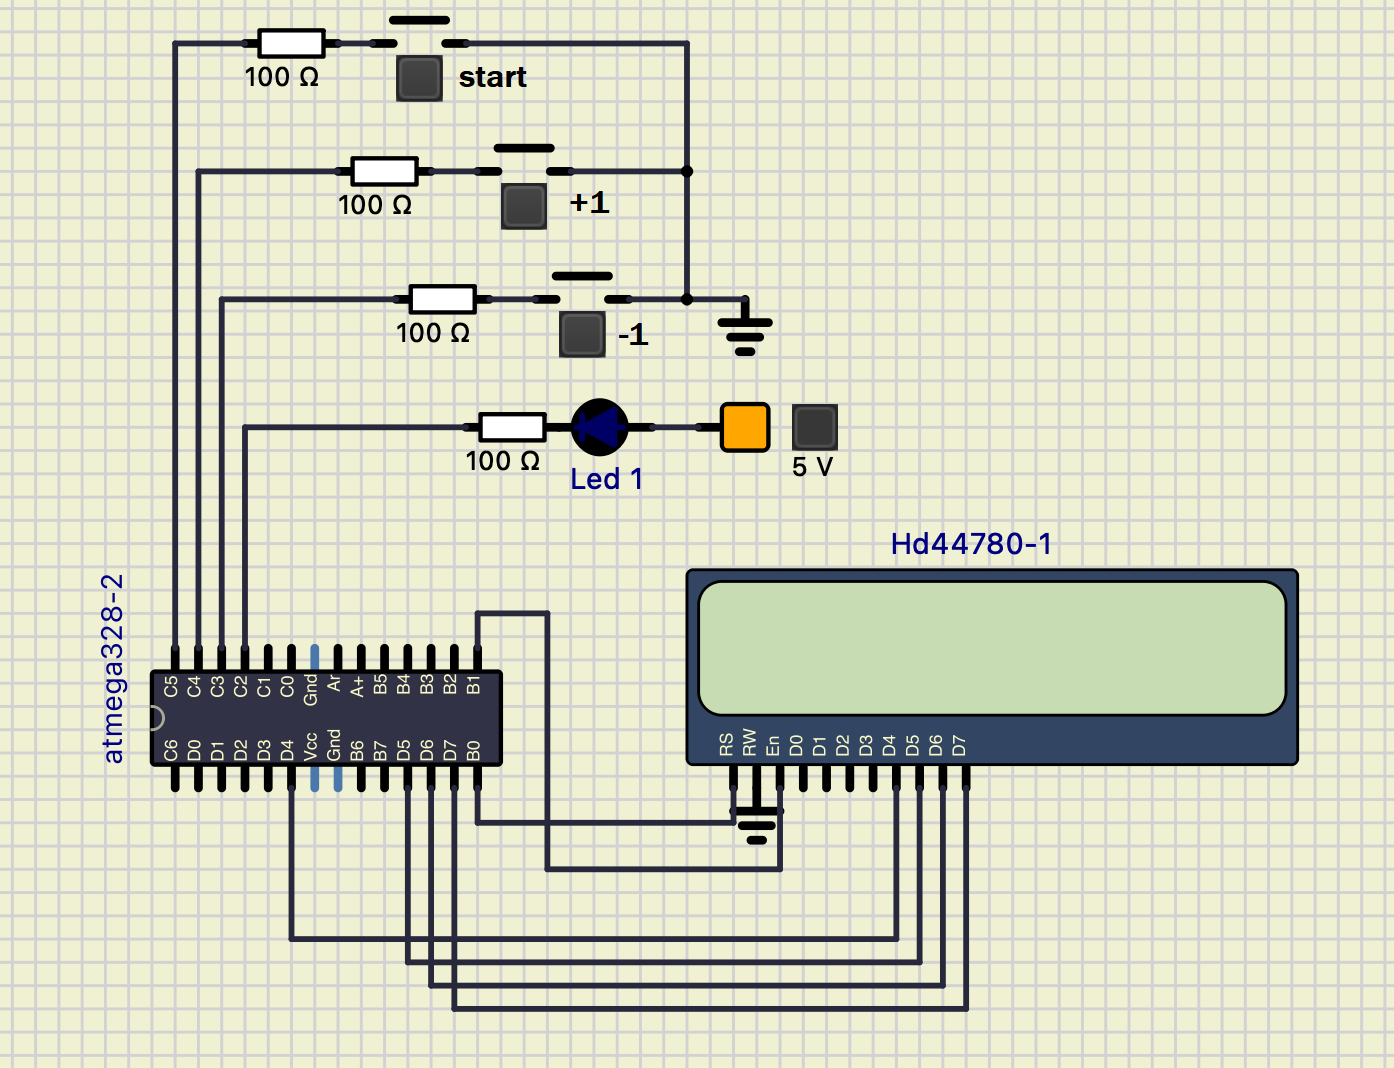 100 Ω
start
100 Ω
+1
100 Ω
-1
100 Ω
Led 1
5 V
Hd44780-1
atmega328-2
C5 C4 C3 C2 C1 C0 Gnd Ar A+ B5 B4 B3 B2 B1
C6 D0 D1 D2 D3 D4 Vcc Gnd B6 B7 D5 D6 D7 B0
RS RW En D0 D1 D2 D3 D4 D5 D6 D7